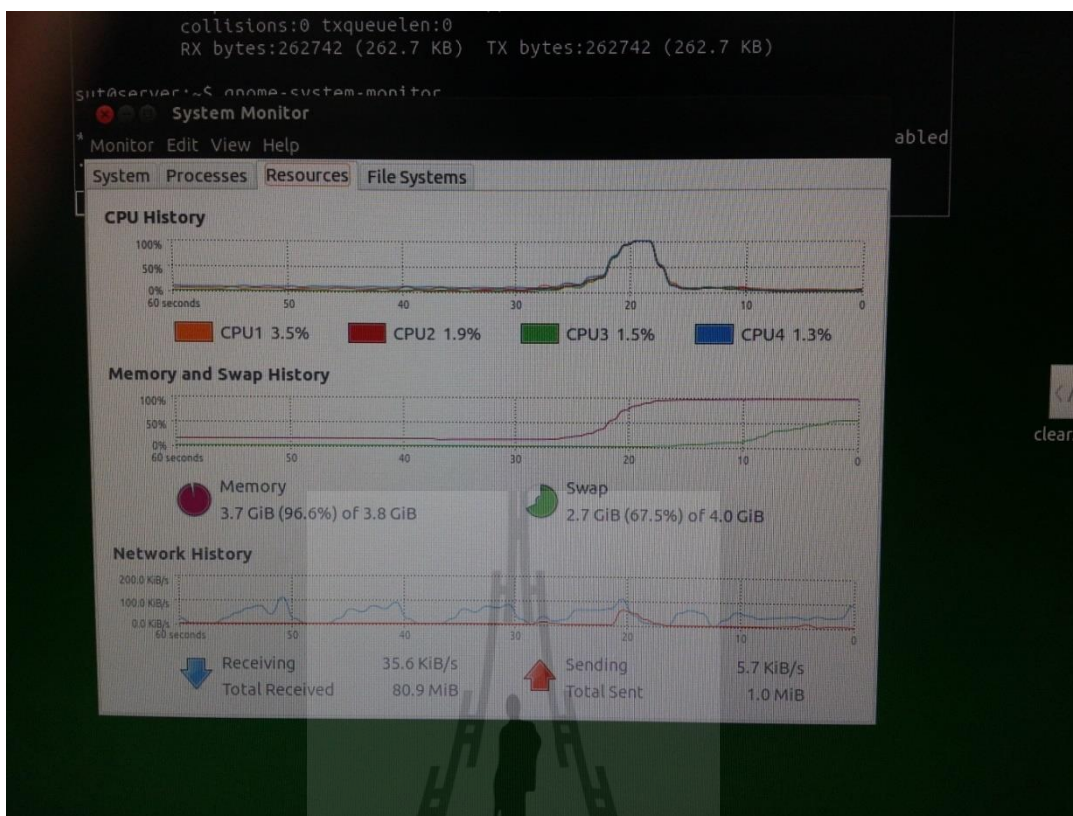 collisions:0 txqueuelen:0
RX bytes:262742 (262.7 KB) TX bytes:262742 (262.7 KB)
sut@server:~$ gnome-system-monitor
System Monitor
abled
Monitor Edit View Help
System Processes Resources File Systems
CPU History
100%
50%
0%
60 seconds 50 40 30 20 10 0
CPU1 3.5% CPU2 1.9% CPU3 1.5% CPU4 1.3%
Memory and Swap History
100%
50%
0%
60 seconds 50 40 30 20 10 0
clear
Memory Swap
3.7 GiB (96.6%) of 3.8 GiB 2.7 GiB (67.5%) of 4.0 GiB
Network History
200.0 KiB/s
100.0 KiB/s
0.0 KiB/s
60 seconds 50 40 30 20 10 0
Receiving 35.6 KiB/s Sending 5.7 KiB/s
Total Received 80.9 MiB Total Sent 1.0 MiB